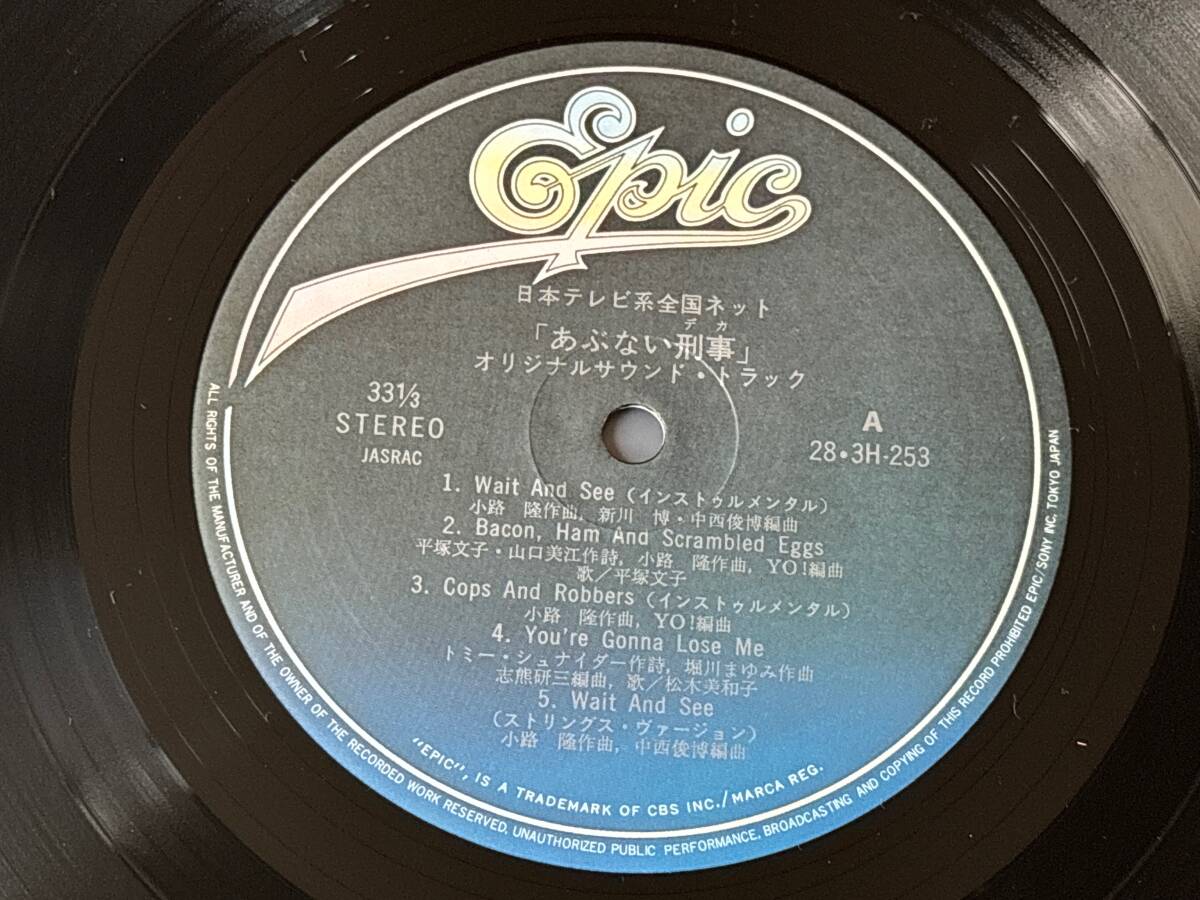 Epic
日本テレビ系全国ネット
デカ
「あぶない刑事」
オリジナルサウンド・トラック
33⅓
STEREO
JASRAC
A
28・3H-253
1. Wait And See (インストゥルメンタル)
小路 隆作曲, 新川 博・中西俊博編曲
2. Bacon, Ham And Scrambled Eggs
平塚文子・山口美江作詩, 小路 隆作曲, YO!編曲
歌/平塚文子
3. Cops And Robbers (インストゥルメンタル)
小路 隆作曲, YO!編曲
4. You're Gonna Lose Me
トミー・シュナイダー作詩, 堀川まゆみ作曲
志熊研三編曲, 歌/松木美和子
5. Wait And See
(ストリングス・ヴァージョン)
小路 隆作曲, 中西俊博編曲
"EPIC", IS A TRADEMARK OF CBS INC./MARCA REG.
ALL RIGHTS OF THE MANUFACTURER AND OF THE OWNER OF THE RECORDED WORK RESERVED, UNAUTHORIZED PUBLIC PERFORMANCE, BROADCASTING AND COPYING OF THIS RECORD PROHIBITED EPIC/SONY INC. TOKYO JAPAN